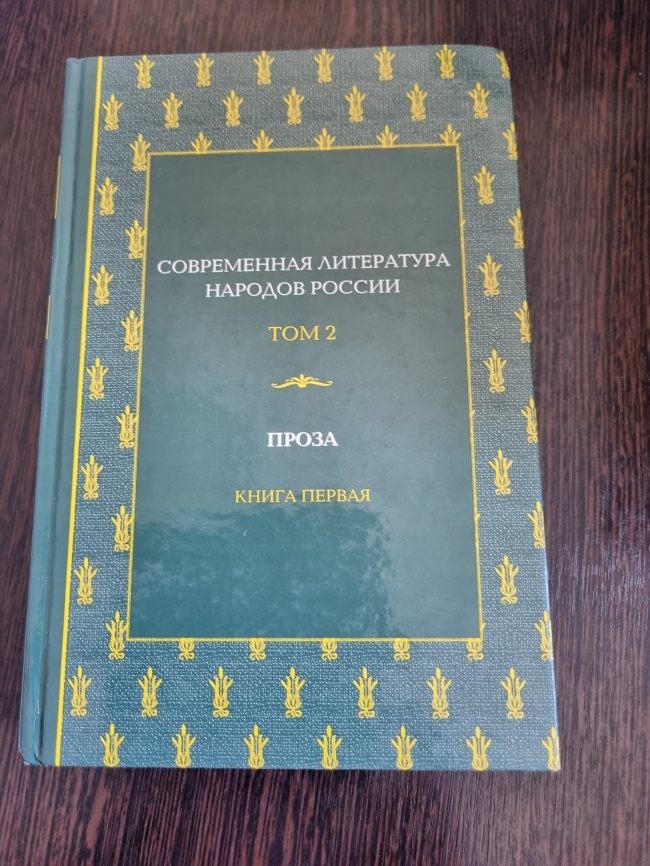 СОВРЕМЕННАЯ ЛИТЕРАТУРА
НАРОДОВ РОССИИ
ТОМ 2
ПРОЗА
КНИГА ПЕРВАЯ